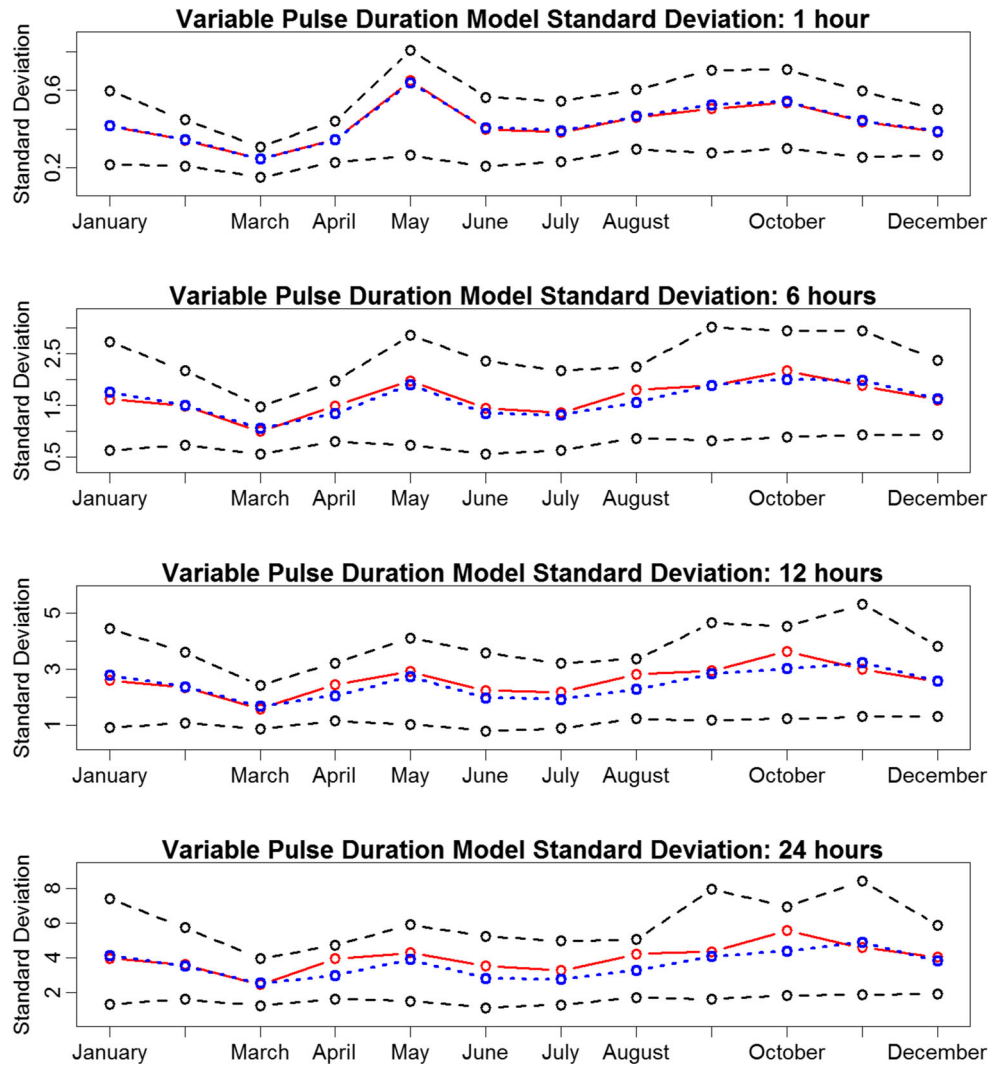 Variable Pulse Duration Model Standard Deviation: 1 hour
Standard Deviation
0.6
0.2
January March April May June July August October December
Variable Pulse Duration Model Standard Deviation: 6 hours
Standard Deviation
2.5
1.5
0.5
January March April May June July August October December
Variable Pulse Duration Model Standard Deviation: 12 hours
Standard Deviation
5
3
1
January March April May June July August October December
Variable Pulse Duration Model Standard Deviation: 24 hours
Standard Deviation
8
6
4
2
January March April May June July August October December